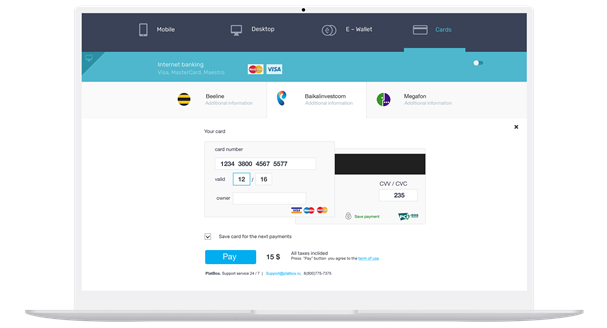 Mobile
Desktop
E – Wallet
Cards
Internet banking
Visa, MasterCard, Maestro
MasterCard VISA
Beeline
Additional information
Baikalinvestcom
Additional information
Megafon
Additional information
Your card
card number
1234 3800 4567 5577
valid 12 / 16
owner
CVV / CVC
235
Save payment
Save card for the next payments
Pay
15 $
All taxes inclided
Press "Pay" button you agree to the term of use
PlatBox. Support service 24 / 7 | Support@platbox.ru 8(800)775-7375